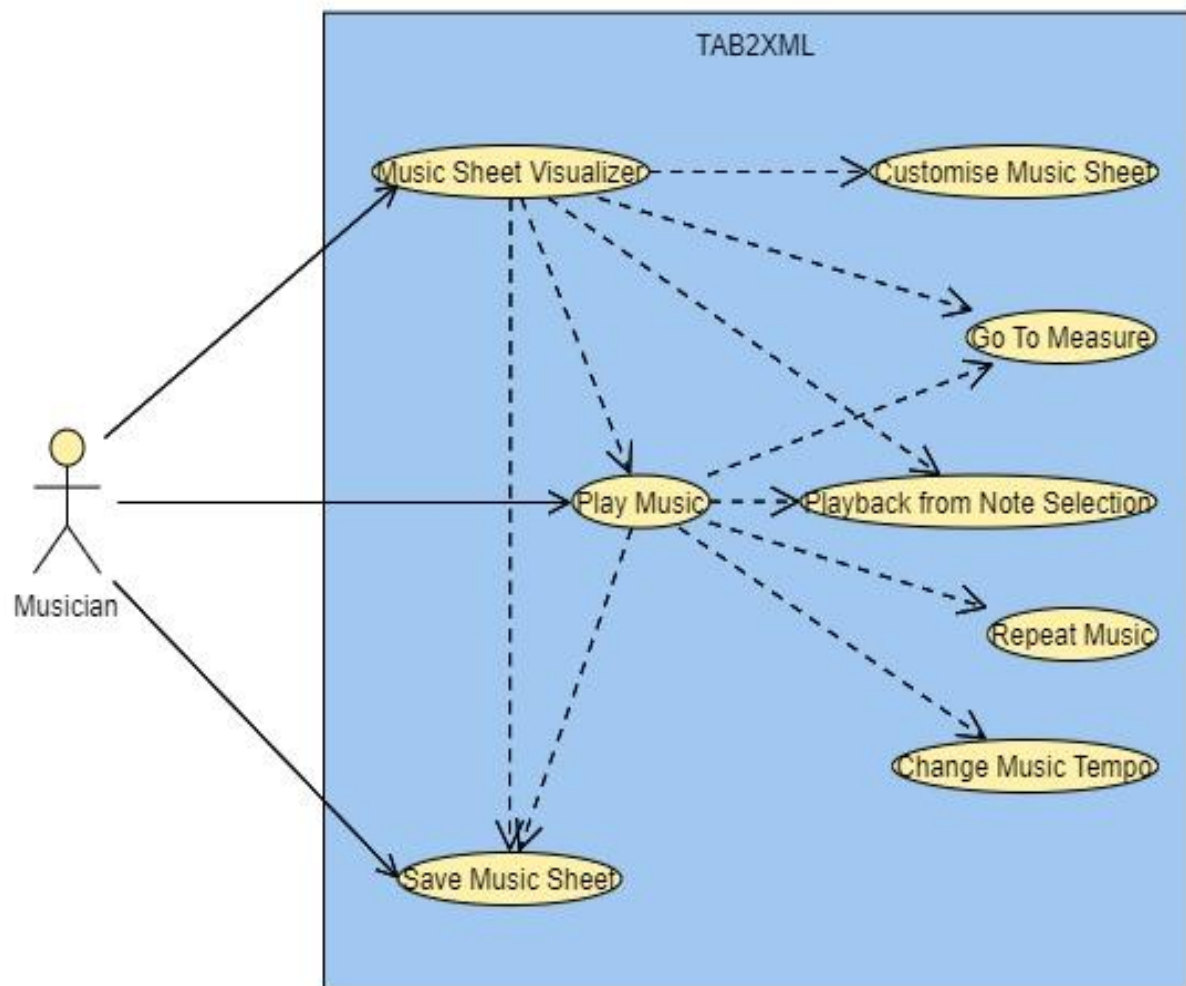 TAB2XML
Music Sheet Visualizer
Customise Music Sheet
Go To Measure
Play Music
Playback from Note Selection
Musician
Repeat Music
Change Music Tempo
Save Music Sheet